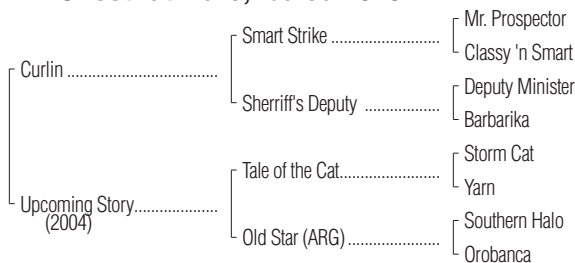 Smart Strike
Mr. Prospector
Classy 'n Smart
Curlin
Sherriff's Deputy
Deputy Minister
Barbarika
Tale of the Cat
Storm Cat
Yarn
Upcoming Story
(2004)
Old Star (ARG)
Southern Halo
Orobanca